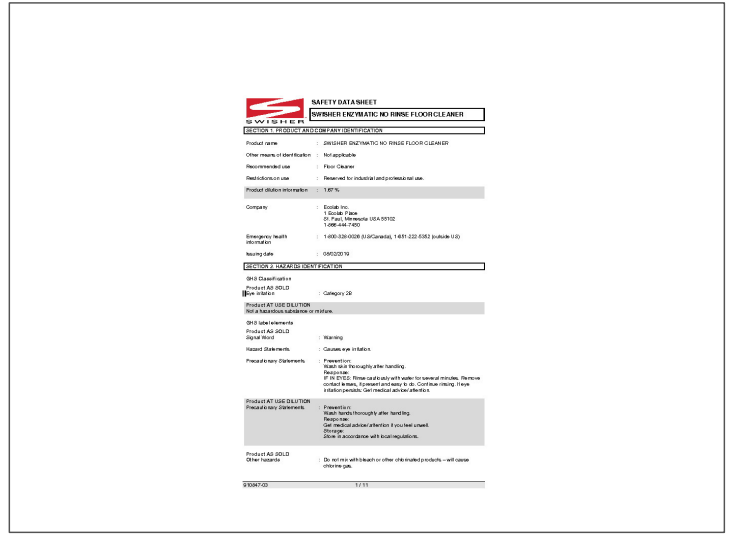 SAFETY DATA SHEET
SWISHER ENZYMATIC NO RINSE FLOOR CLEANER
SWISHER
SECTION 1. PRODUCT AND COMPANY IDENTIFICATION
Product name : SWISHER ENZYMATIC NO RINSE FLOOR CLEANER
Other means of identification : Not applicable
Recommended use : Floor Cleaner
Restrictions on use : Reserved for industrial and professional use.
Product dilution information : 1.67 %
Company : Ecolab Inc.
1 Ecolab Place
St. Paul, Minnesota USA 55102
1-866-444-7450
Emergency health information : 1-800-328-0026 (US/Canada), 1-651-222-5352 (outside US)
Issuing date : 08/02/2019
SECTION 2. HAZARDS IDENTIFICATION
GHS Classification
Product AS SOLD
Eye irritation : Category 2B
Product AT USE DILUTION
Not a hazardous substance or mixture.
GHS label elements
Product AS SOLD
Signal Word : Warning
Hazard Statements : Causes eye irritation.
Precautionary Statements : Prevention:
Wash skin thoroughly after handling.
Response:
IF IN EYES: Rinse cautiously with water for several minutes. Remove
contact lenses, if present and easy to do. Continue rinsing. If eye
irritation persists: Get medical advice/ attention.
Product AT USE DILUTION
Precautionary Statements : Prevention:
Wash hands thoroughly after handling.
Response:
Get medical advice/ attention if you feel unwell.
Storage:
Store in accordance with local regulations.
Product AS SOLD
Other hazards : Do not mix with bleach or other chlorinated products – will cause
chlorine gas.
910847-03 1 / 11